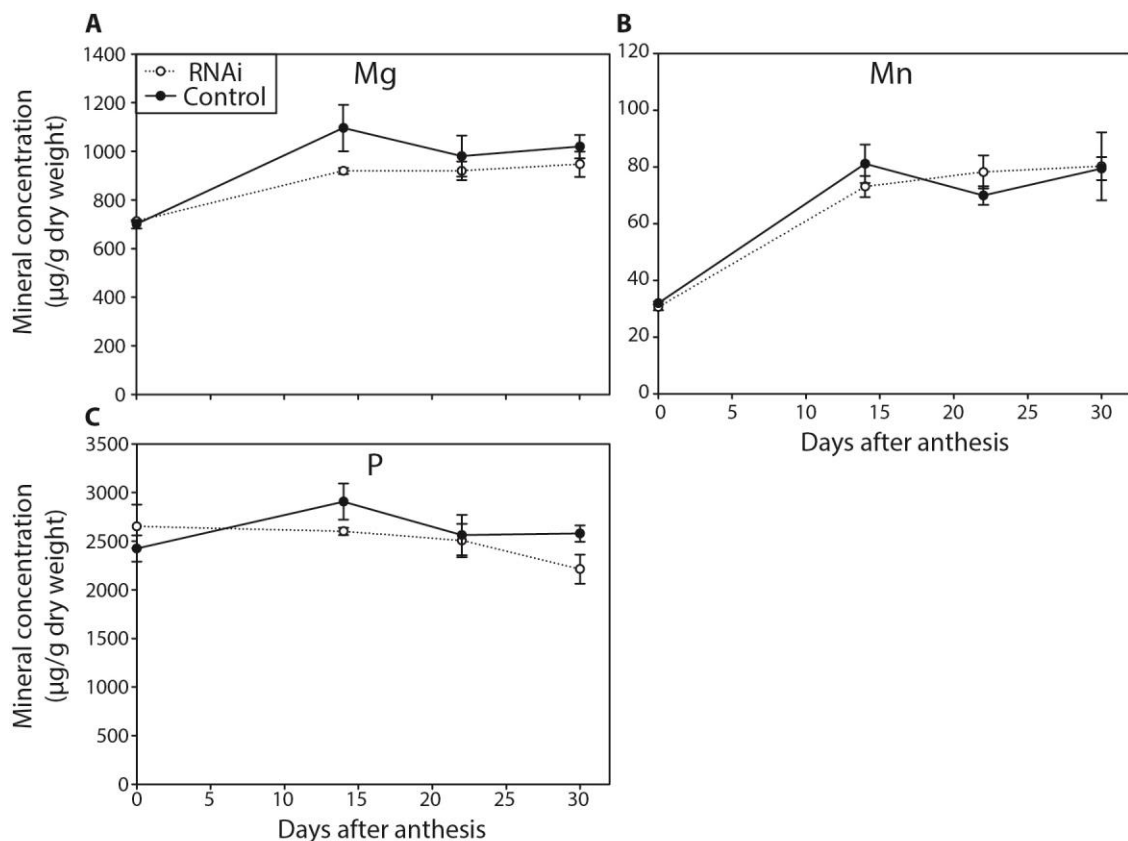 A
Mg
RNAi
Control
1400
1200
1000
800
600
400
200
0
Mineral concentration
(µg/g dry weight)
B
Mn
120
100
80
60
40
20
0
0 5 10 15 20 25 30
Days after anthesis
C
P
3500
3000
2500
2000
1500
1000
500
0
Mineral concentration
(µg/g dry weight)
0 5 10 15 20 25 30
Days after anthesis